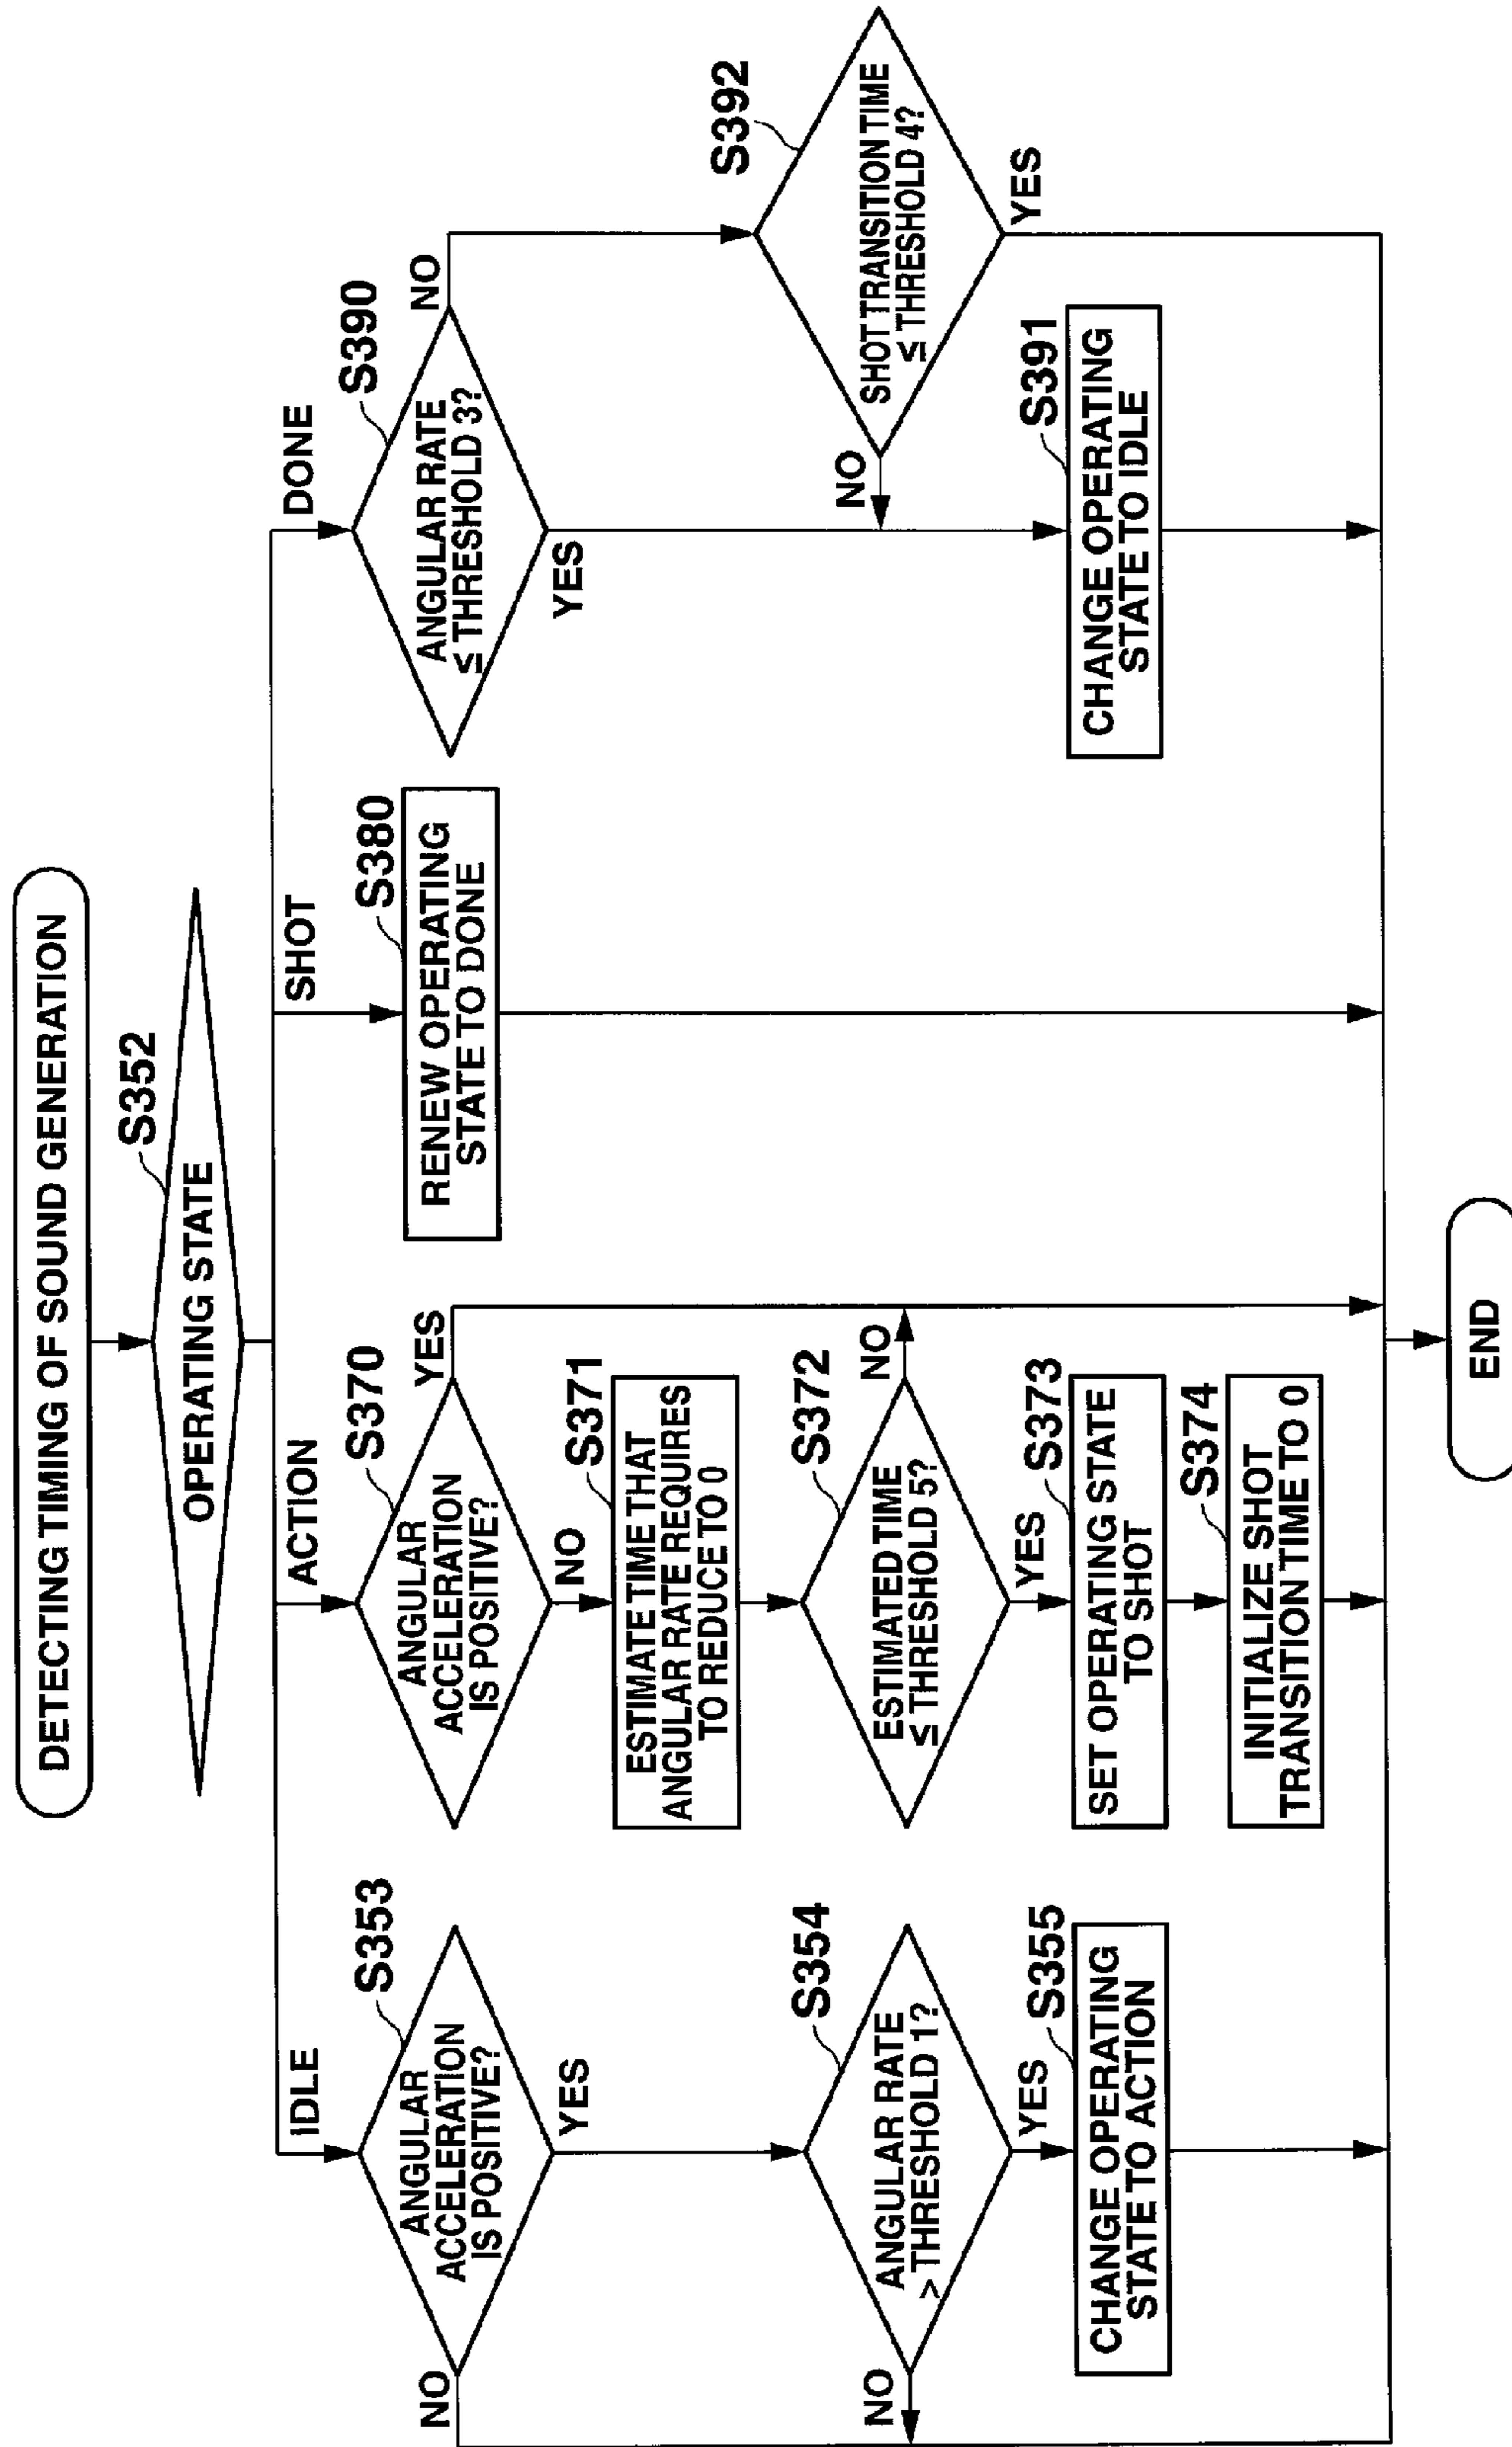 DETECTING TIMING OF SOUND GENERATION
S352
OPERATING STATE
IDLE
S353
ANGULAR
ACCELERATION
IS POSITIVE?
NO
YES
S354
ANGULAR RATE
> THRESHOLD 1?
NO
YES
S355
CHANGE OPERATING
STATE TO ACTION
ACTION
S370
ANGULAR
ACCELERATION
IS POSITIVE?
YES
NO
S371
ESTIMATE TIME THAT
ANGULAR RATE REQUIRES
TO REDUCE TO 0
S372
ESTIMATED TIME
≤ THRESHOLD 5?
NO
YES
S373
SET OPERATING STATE
TO SHOT
S374
INITIALIZE SHOT
TRANSITION TIME TO 0
SHOT
S380
RENEW OPERATING
STATE TO DONE
DONE
S390
ANGULAR RATE
≤ THRESHOLD 3?
NO
YES
S392
SHOT TRANSITION TIME
≤ THRESHOLD 4?
NO
YES
S391
CHANGE OPERATING
STATE TO IDLE
END